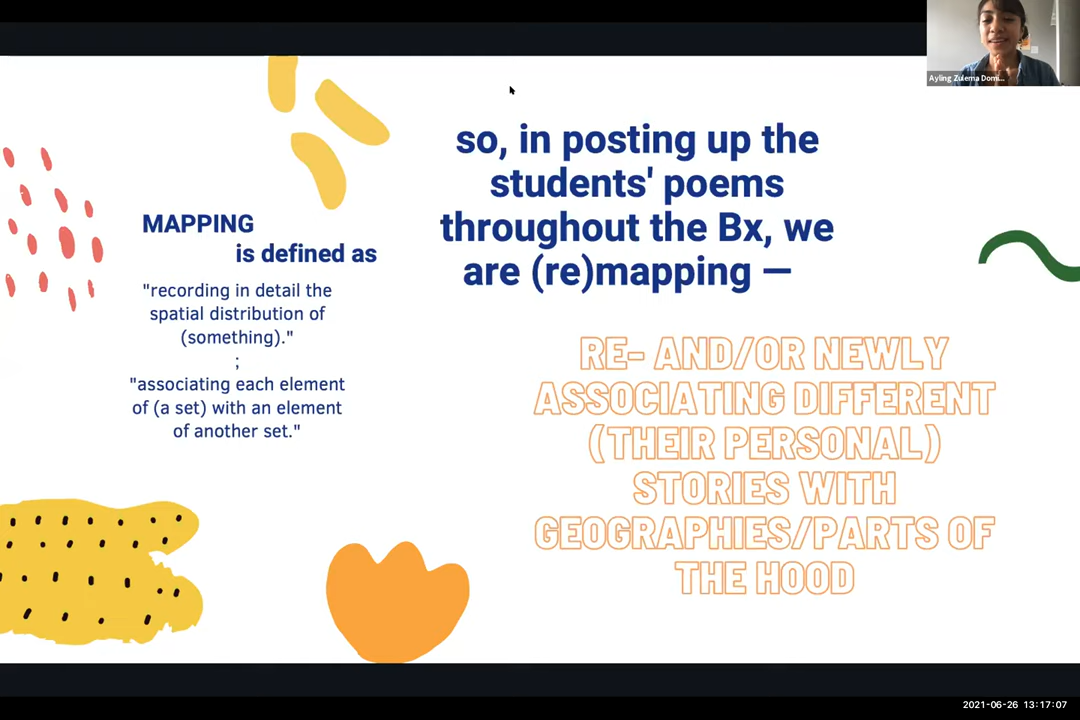 Ayling Zulema Domi...
MAPPING
is defined as
"recording in detail the
spatial distribution of
(something)."
;
"associating each element
of (a set) with an element
of another set."
so, in posting up the
students' poems
throughout the Bx, we
are (re)mapping —
RE- AND/OR NEWLY
ASSOCIATING DIFFERENT
(THEIR PERSONAL)
STORIES WITH
GEOGRAPHIES/PARTS OF
THE HOOD
2021-06-26 13:17:07